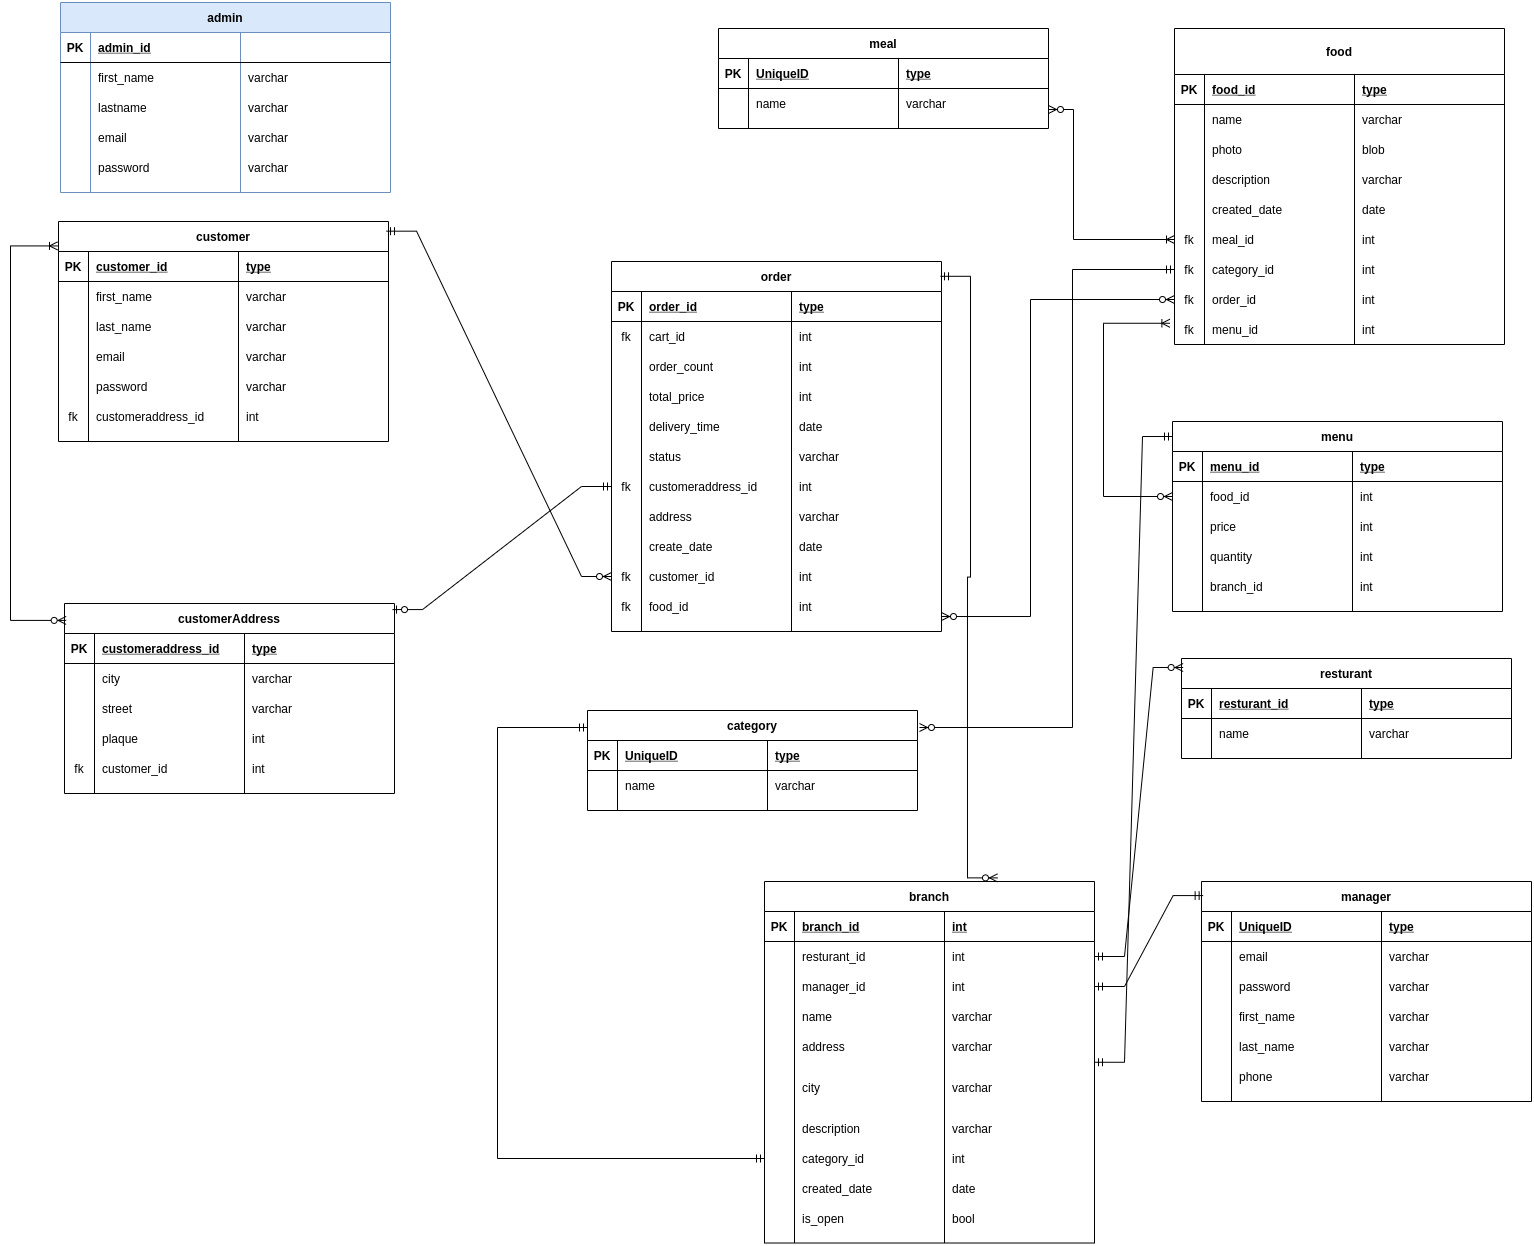 admin
PK admin_id
first_name varchar
lastname varchar
email varchar
password varchar
meal
PK UniqueID type
name varchar
food
PK food_id type
name varchar
photo blob
description varchar
created_date date
fk meal_id int
fk category_id int
fk order_id int
fk menu_id int
customer
PK customer_id type
first_name varchar
last_name varchar
email varchar
password varchar
fk customeraddress_id int
order
PK order_id type
fk cart_id int
order_count int
total_price int
delivery_time date
status varchar
fk customeraddress_id int
address varchar
create_date date
fk customer_id int
fk food_id int
menu
PK menu_id type
food_id int
price int
quantity int
branch_id int
customerAddress
PK customeraddress_id type
city varchar
street varchar
plaque int
fk customer_id int
resturant
PK resturant_id type
name varchar
category
PK UniqueID type
name varchar
branch
PK branch_id int
resturant_id int
manager_id int
name varchar
address varchar
city varchar
description varchar
category_id int
created_date date
is_open bool
manager
PK UniqueID type
email varchar
password varchar
first_name varchar
last_name varchar
phone varchar